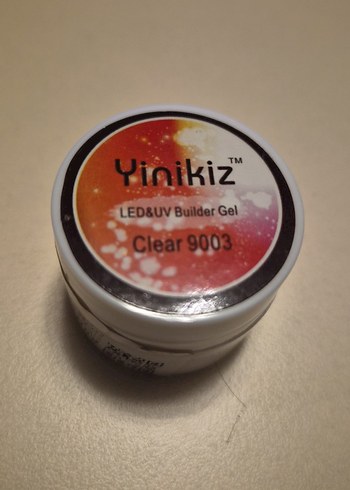 Yinikiz™
LED&UV Builder Gel
Clear 9003